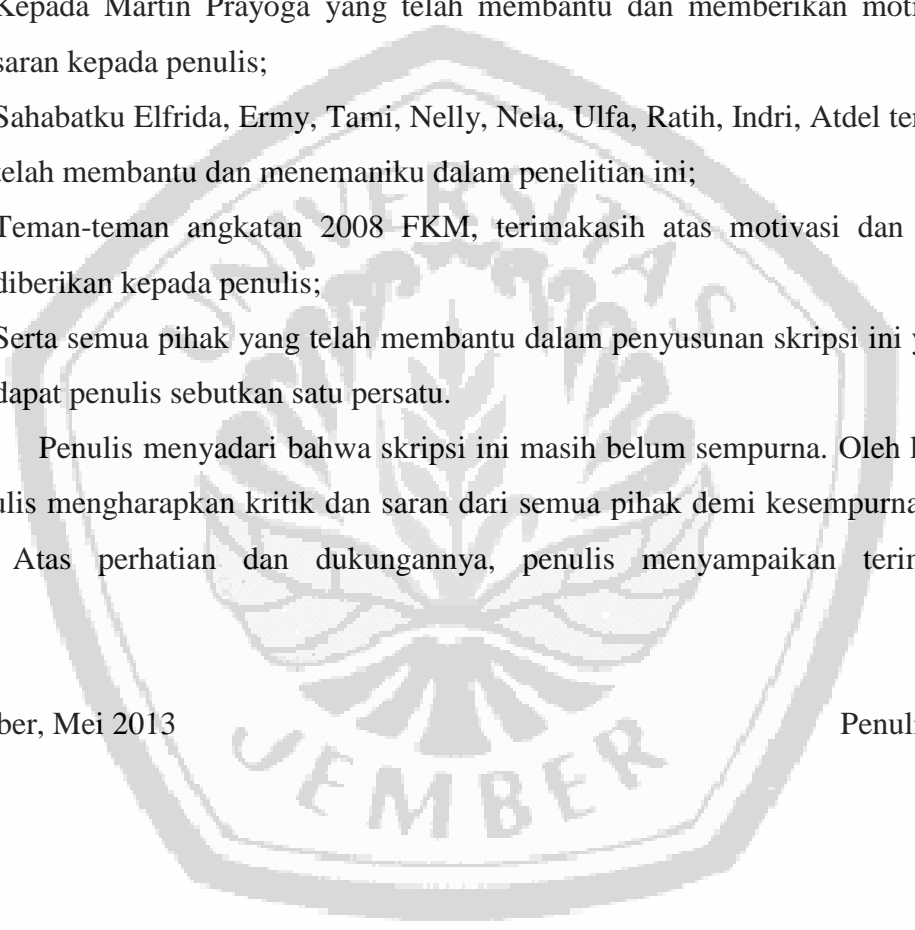 Kepada Martin Prayoga yang telah membantu dan memberikan moti
saran kepada penulis;
Sahabatku Elfrida, Ermy, Tami, Nelly, Nela, Ulfa, Ratih, Indri, Atdel ter
telah membantu dan menemaniku dalam penelitian ini;
Teman-teman angkatan 2008 FKM, terimakasih atas motivasi dan
diberikan kepada penulis;
Serta semua pihak yang telah membantu dalam penyusunan skripsi ini y
dapat penulis sebutkan satu persatu.
Penulis menyadari bahwa skripsi ini masih belum sempurna. Oleh
ulis mengharapkan kritik dan saran dari semua pihak demi kesempurna
Atas perhatian dan dukungannya, penulis menyampaikan teri
ber, Mei 2013 Penul
UNIVERSITAS
JEMBER